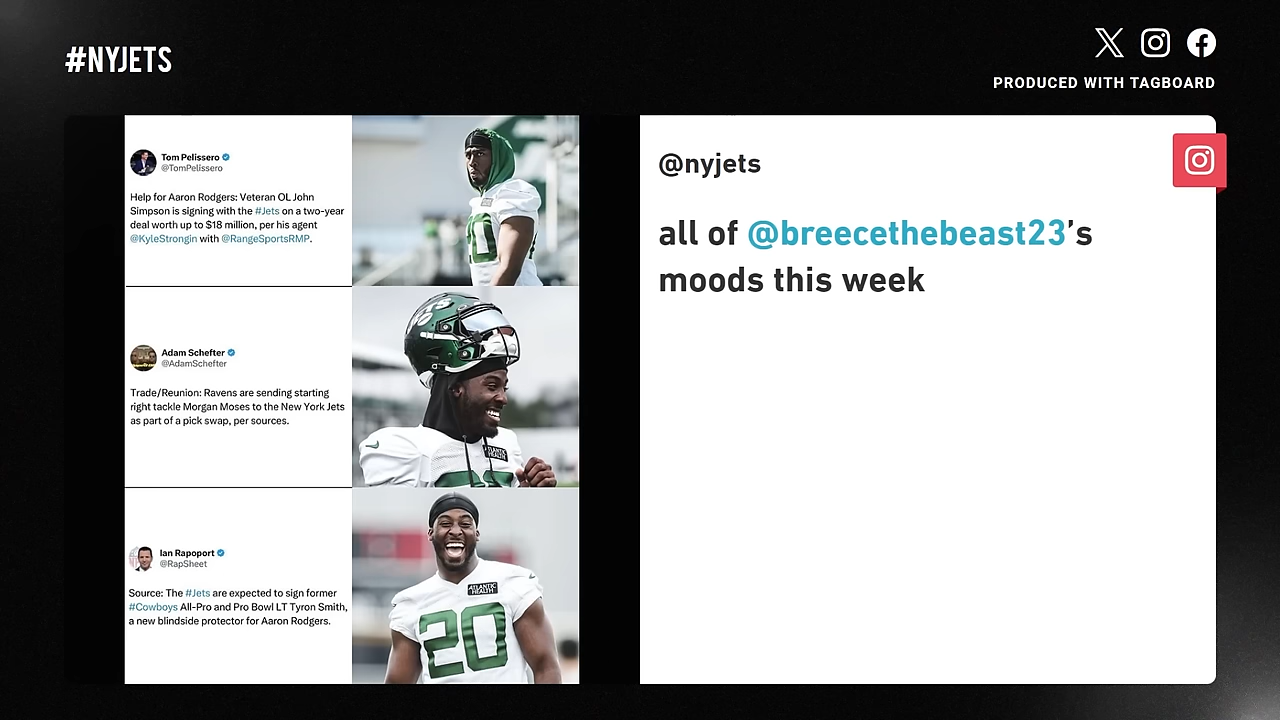 #NYJETS
PRODUCED WITH TAGBOARD
Tom Pelissero
@TomPelissero
Help for Aaron Rodgers: Veteran OL John
Simpson is signing with the #Jets on a two-year
deal worth up to $18 million, per his agent
@KyleStrongin with @RangeSportsRMP.
Adam Schefter
@AdamSchefter
Trade/Reunion: Ravens are sending starting
right tackle Morgan Moses to the New York Jets
as part of a pick swap, per sources.
ATLANTIC
HEALTH
Ian Rapoport
@RapSheet
Source: The #Jets are expected to sign former
#Cowboys All-Pro and Pro Bowl LT Tyron Smith,
a new blindside protector for Aaron Rodgers.
ATLANTIC
HEALTH
20
@nyjets
all of @breecethebeast23’s
moods this week